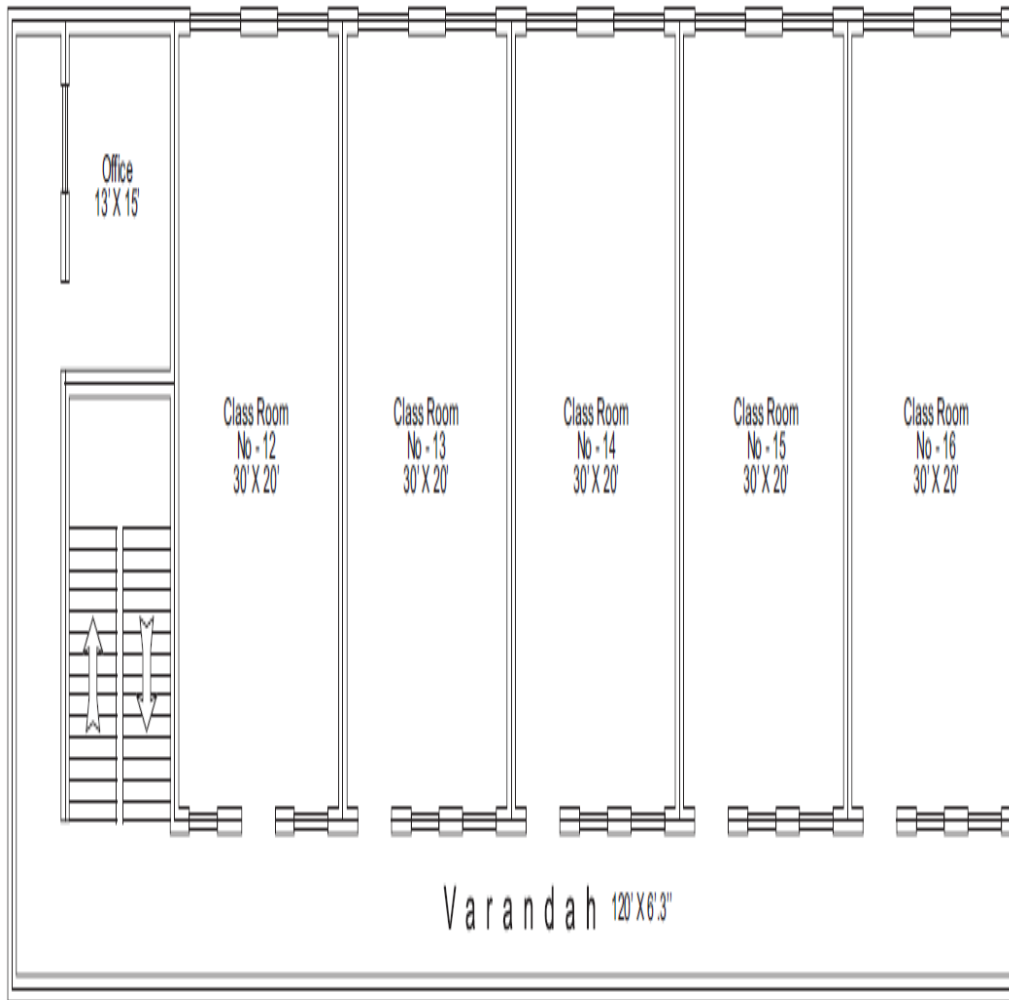 Office
13' X 15'
Class Room
No - 12
30' X 20'
Class Room
No - 13
30' X 20'
Class Room
No - 14
30' X 20'
Class Room
No - 15
30' X 20'
Class Room
No - 16
30' X 20'
Varandah 120' X 6'.3"